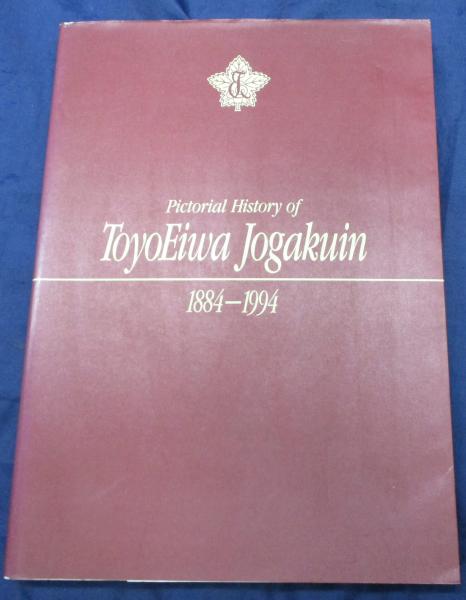 Pictorial History of
ToyoEiwa Jogakuin
1884–1994